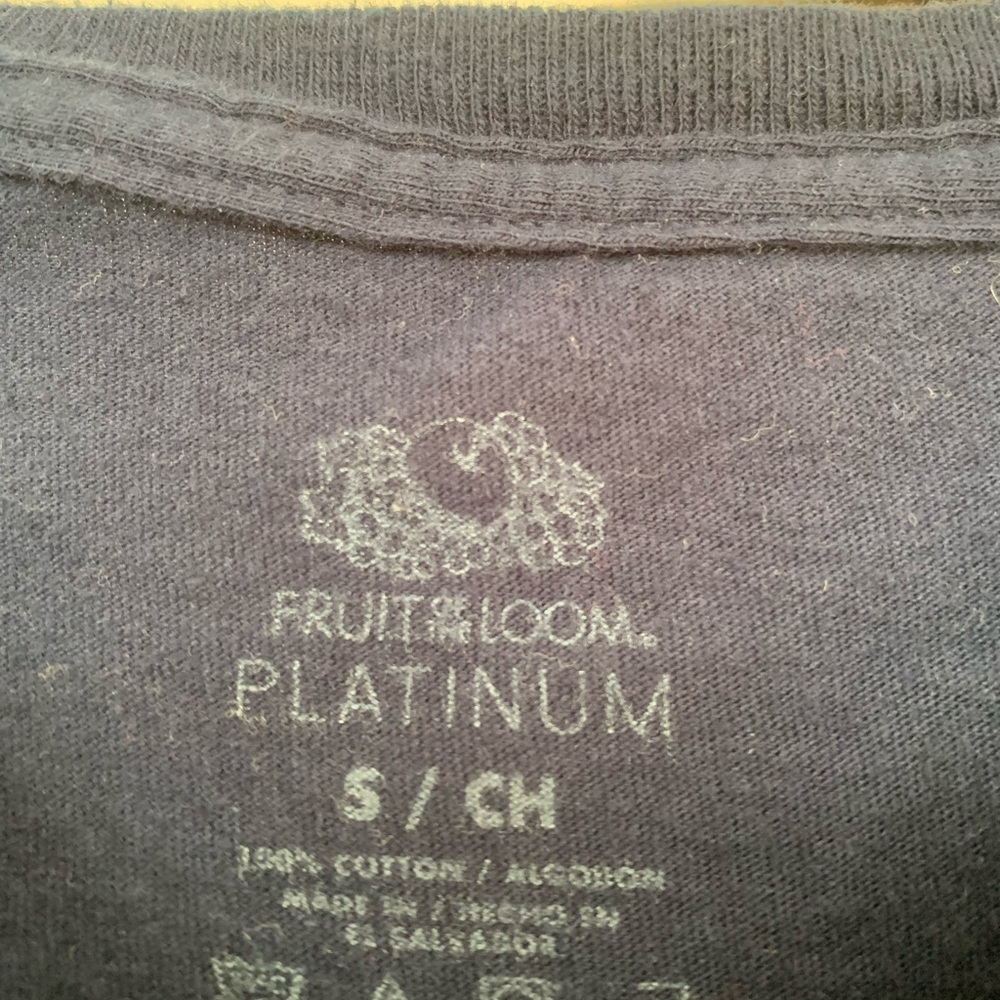 FRUIT OF THE LOOM®
PLATINUM
S / CH
100% COTTON / ALGODON
MADE IN / HECHO EN
EL SALVADOR